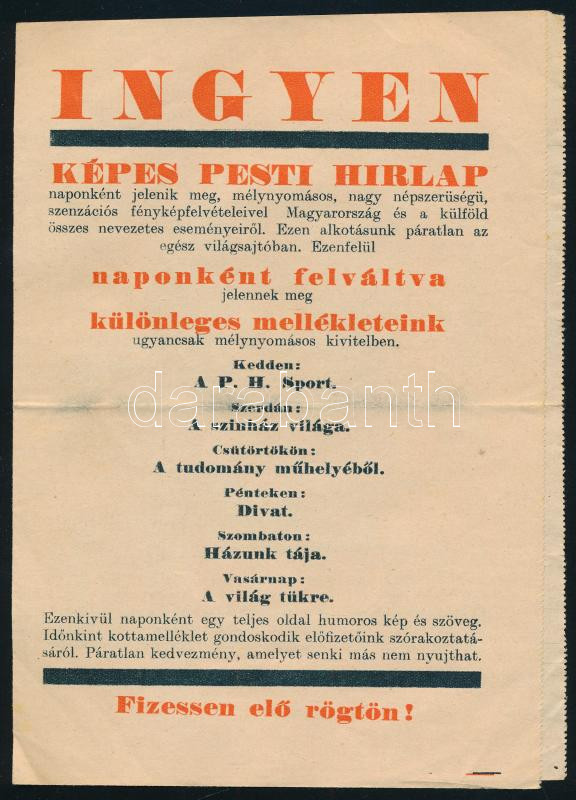 INGYEN
KÉPES PESTI HIRLAP
naponként jelenik meg, mélynyomásos, nagy népszerüségü,
szenzációs fényképfelvételeivel Magyarország és a külföld
összes nevezetes eseményeiről. Ezen alkotásunk páratlan az
egész világsajtóban. Ezenfelül
naponként felváltva
jelennek meg
különleges mellékleteink
ugyancsak mélynyomásos kivitelben.
Kedden:
A P. H. Sport.
darabanth
Szerdán:
A szinház világa.
Csütörtökön:
A tudomány műhelyéből.
Pénteken:
Divat.
Szombaton:
Házunk tája.
Vasárnap:
A világ tükre.
Ezenkivül naponként egy teljes oldal humoros kép és szöveg.
Időnkint kottamelléklet gondoskodik előfizetőink szórakoztatá-
sáról. Páratlan kedvezmény, amelyet senki más nem nyujthat.
Fizessen elő rögtön!